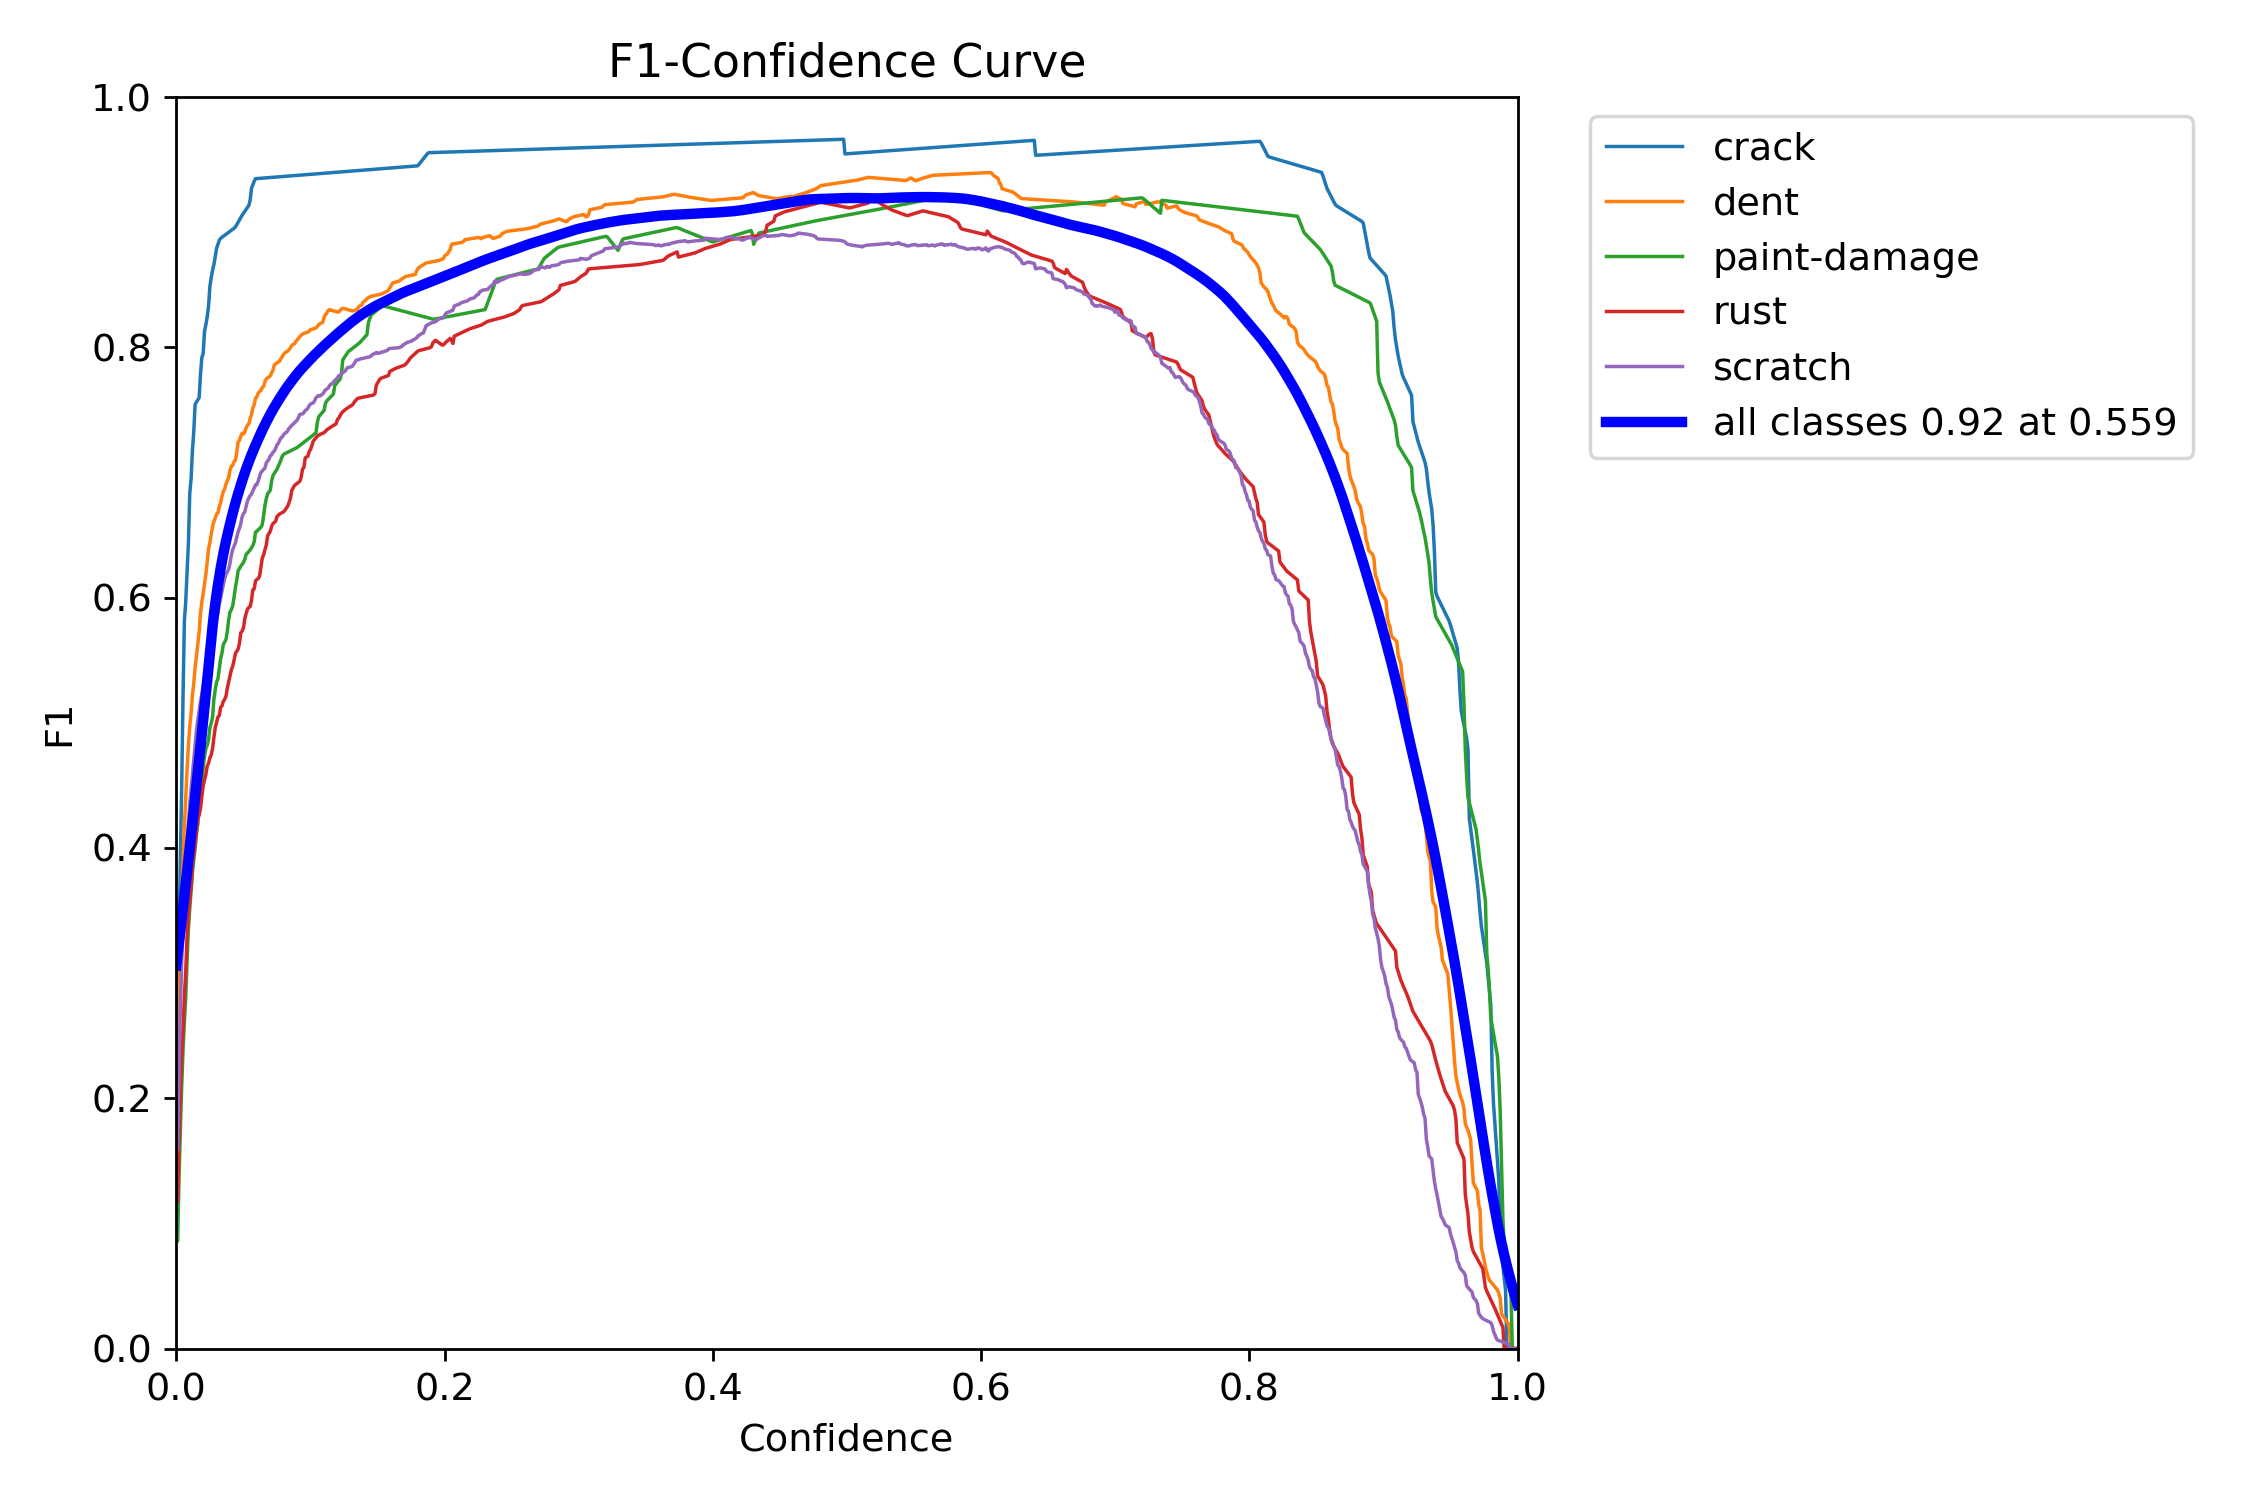 F1-Confidence Curve
1.0
0.8
0.6
0.4
0.2
0.0
F1
0.0 0.2 0.4 0.6 0.8 1.0
Confidence
crack
dent
paint-damage
rust
scratch
all classes 0.92 at 0.559